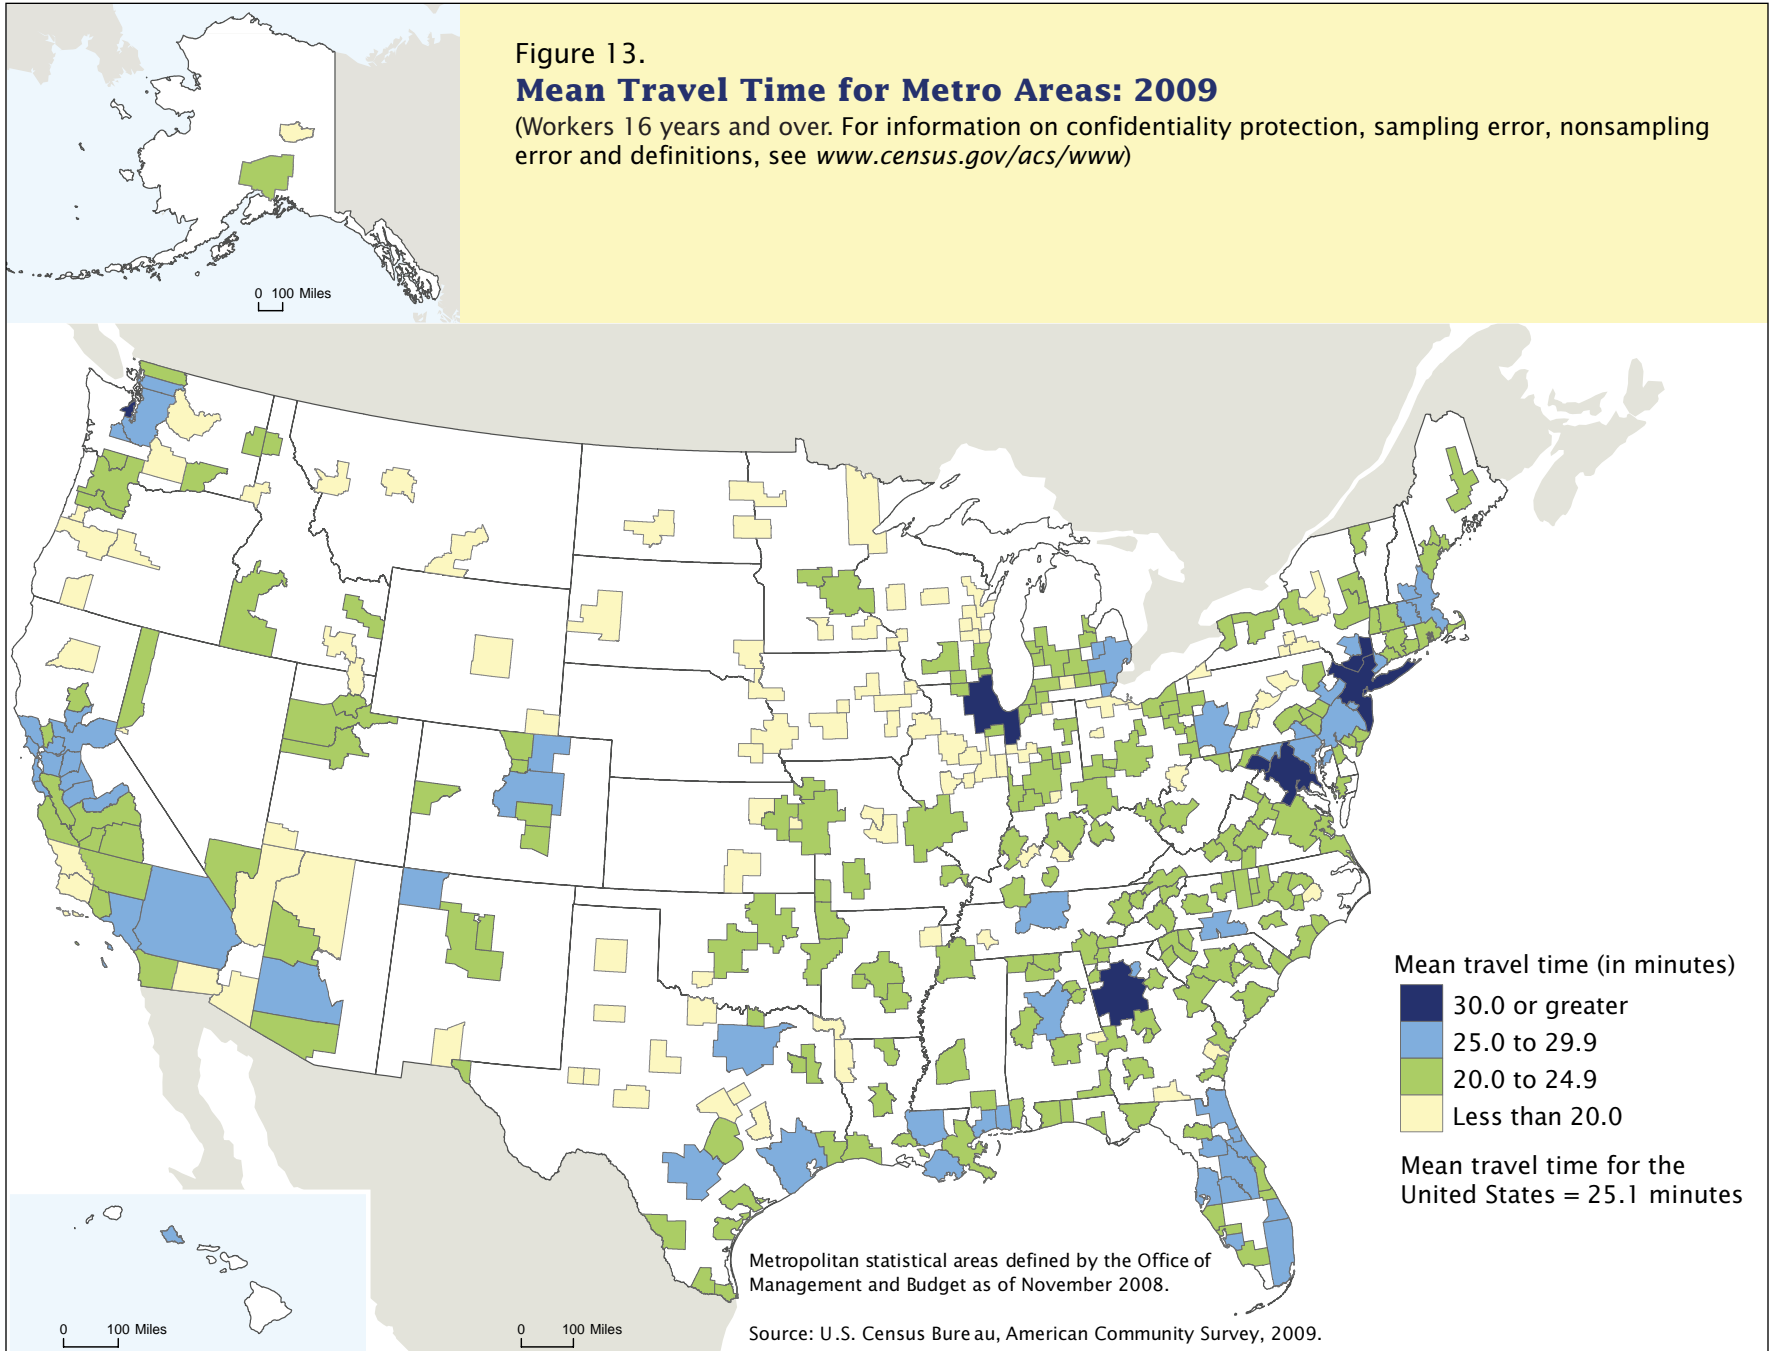 Figure 13.
Mean Travel Time for Metro Areas: 2009
(Workers 16 years and over. For information on confidentiality protection, sampling error, nonsampling
error and definitions, see www.census.gov/acs/www)
0 100 Miles
Mean travel time (in minutes)
30.0 or greater
25.0 to 29.9
20.0 to 24.9
Less than 20.0
Mean travel time for the
United States = 25.1 minutes
Metropolitan statistical areas defined by the Office of
Management and Budget as of November 2008.
0 100 Miles
0 100 Miles
Source: U.S. Census Bureau, American Community Survey, 2009.